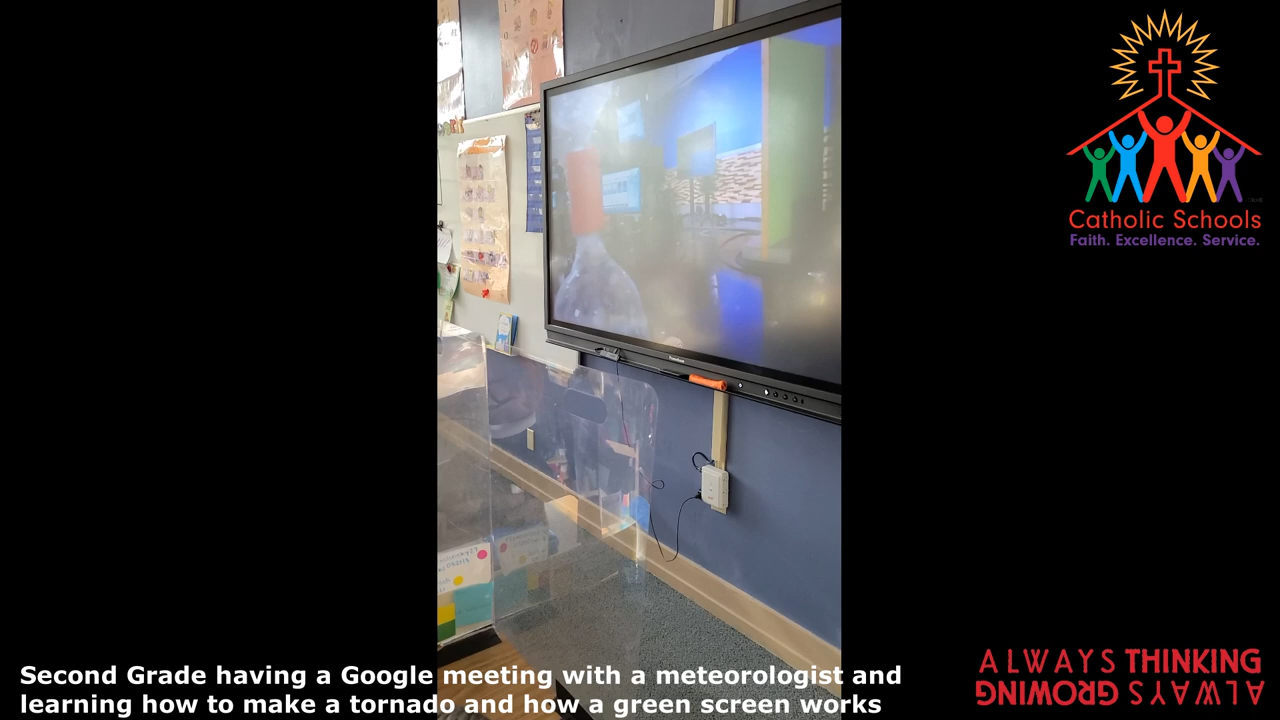 Catholic Schools
Faith. Excellence. Service.
Second Grade having a Google meeting with a meteorologist and
learning how to make a tornado and how a green screen works
ALWAYS THINKING
ALWAYS GROWING